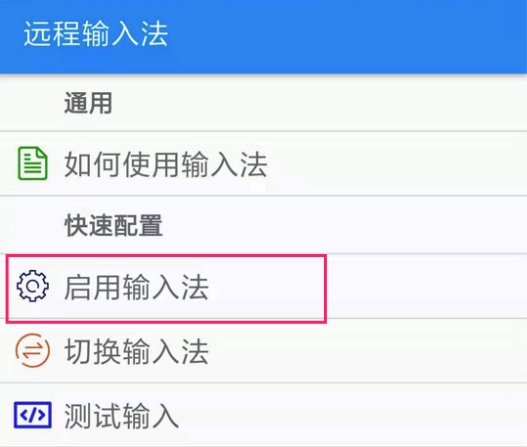 远程输入法
通用
如何使用输入法
快速配置
启用输入法
切换输入法
测试输入